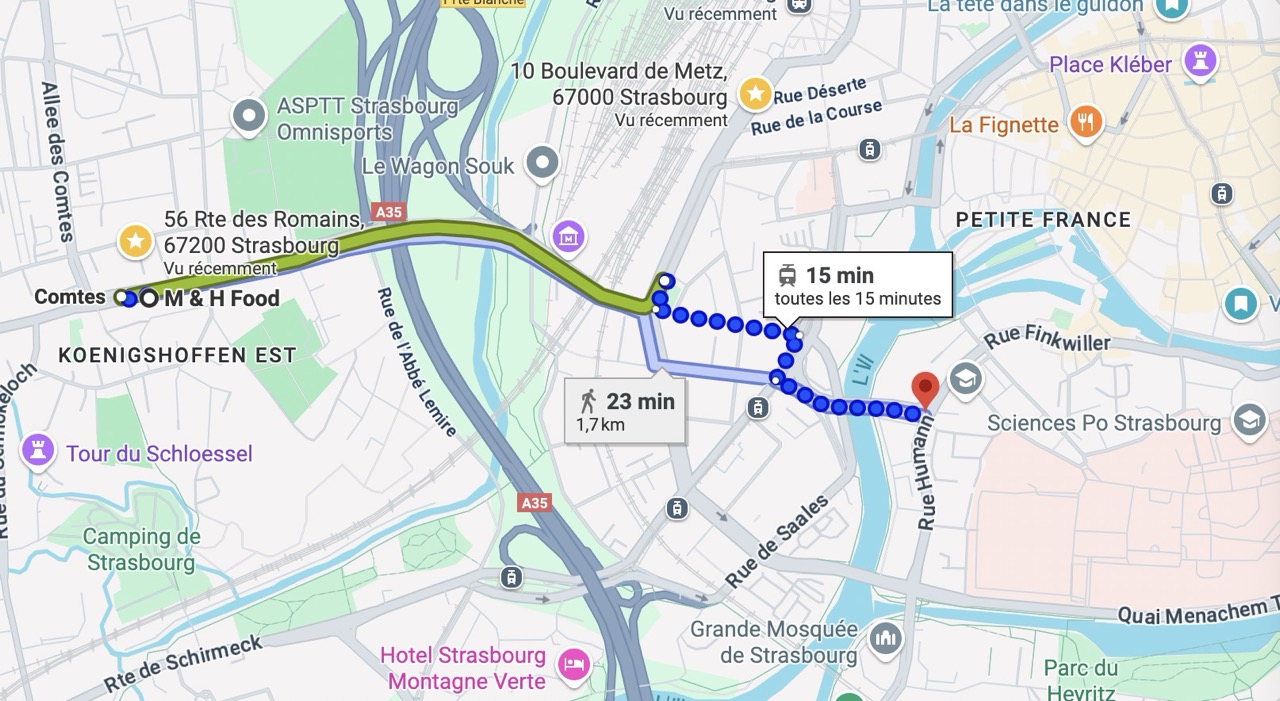 Pte Blanche
Vu récemment
La tête dans le guidon
10 Boulevard de Metz,
67000 Strasbourg
Vu récemment
Place Kléber
Rue Déserte
Rue de la Course
La Fignette
Allee des Comtes
ASPTT Strasbourg
Omnisports
Le Wagon Souk
A35
56 Rte des Romains,
67200 Strasbourg
Vu récemment
PETITE FRANCE
Comtes
M & H Food
15 min
toutes les 15 minutes
KOENIGSHOFFEN EST
Rue de l'Abbé Lemire
Rue Finkwiller
L'Ill
23 min
1,7 km
Sciences Po Strasbourg
Tour du Schloessel
Rue Humann
A35
Camping de
Strasbourg
Rue de Saales
Quai Menachem T
Rte de Schirmeck
Grande Mosquée
de Strasbourg
Hotel Strasbourg
Montagne Verte
Parc du
Heyritz